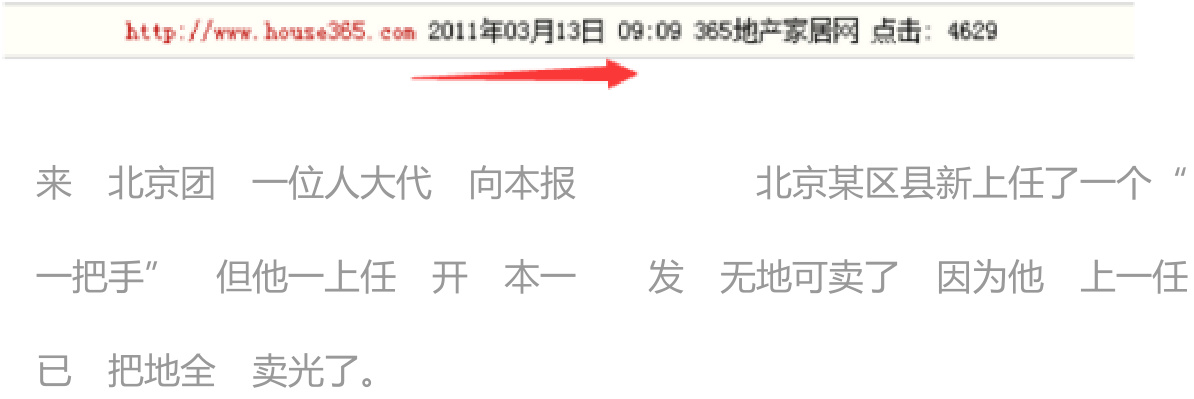 http://www.house365.com 2011年03月13日 09:09 365地产家居网 点击: 4629
来 北京团 一位人大代 向本报 北京某区县新上任了一个“
一把手” 但他一上任 开 本一 发 无地可卖了 因为他 上一任
已 把地全 卖光了。